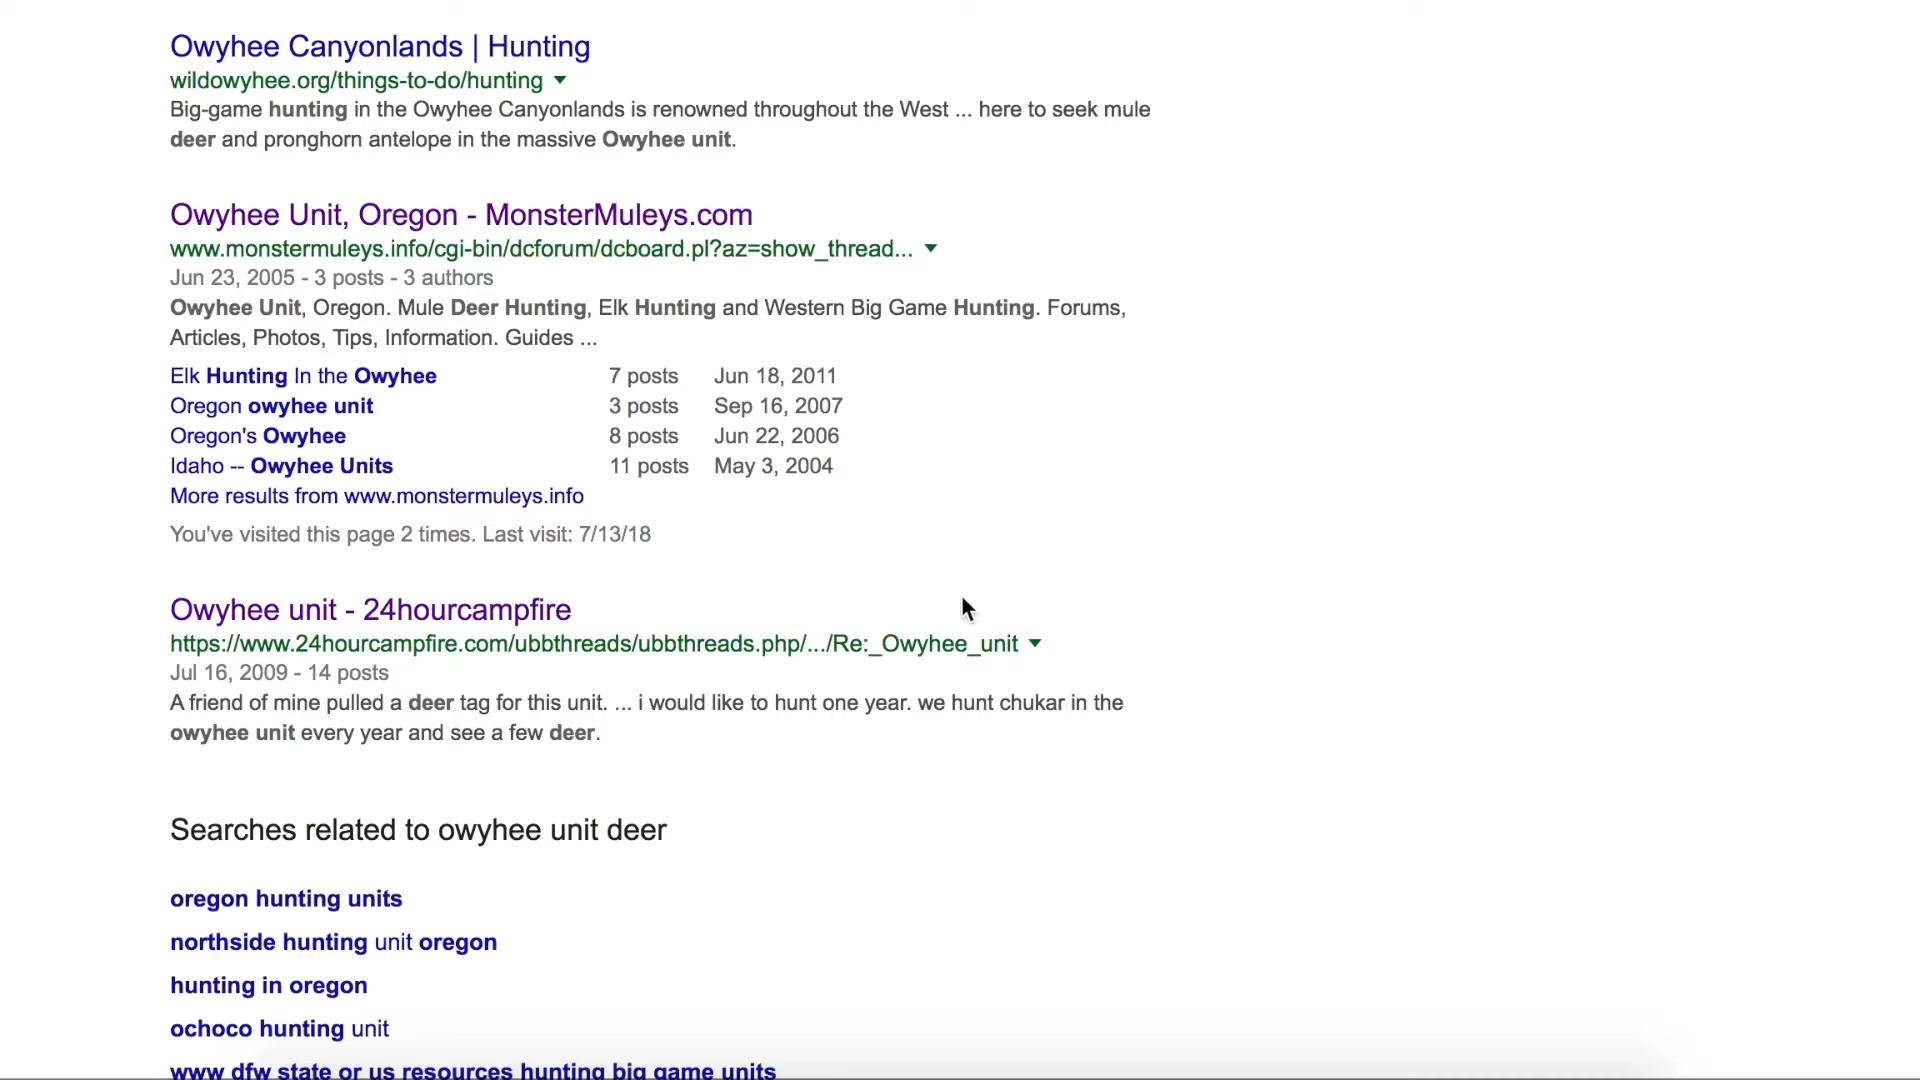 Owyhee Canyonlands | Hunting
wildowyhee.org/things-to-do/hunting
Big-game hunting in the Owyhee Canyonlands is renowned throughout the West ... here to seek mule
deer and pronghorn antelope in the massive Owyhee unit.
Owyhee Unit, Oregon - MonsterMuleys.com
www.monstermuleys.info/cgi-bin/dcforum/dcboard.pl?az=show_thread...
Jun 23, 2005 - 3 posts - 3 authors
Owyhee Unit, Oregon. Mule Deer Hunting, Elk Hunting and Western Big Game Hunting. Forums,
Articles, Photos, Tips, Information. Guides ...
Elk Hunting In the Owyhee 7 posts Jun 18, 2011
Oregon owyhee unit 3 posts Sep 16, 2007
Oregon's Owyhee 8 posts Jun 22, 2006
Idaho -- Owyhee Units 11 posts May 3, 2004
More results from www.monstermuleys.info
You've visited this page 2 times. Last visit: 7/13/18
Owyhee unit - 24hourcampfire
https://www.24hourcampfire.com/ubbthreads/ubbthreads.php/.../Re:_Owyhee_unit
Jul 16, 2009 - 14 posts
A friend of mine pulled a deer tag for this unit. ... i would like to hunt one year. we hunt chukar in the
owyhee unit every year and see a few deer.
Searches related to owyhee unit deer
oregon hunting units
northside hunting unit oregon
hunting in oregon
ochoco hunting unit
www dfw state or us resources hunting big game units